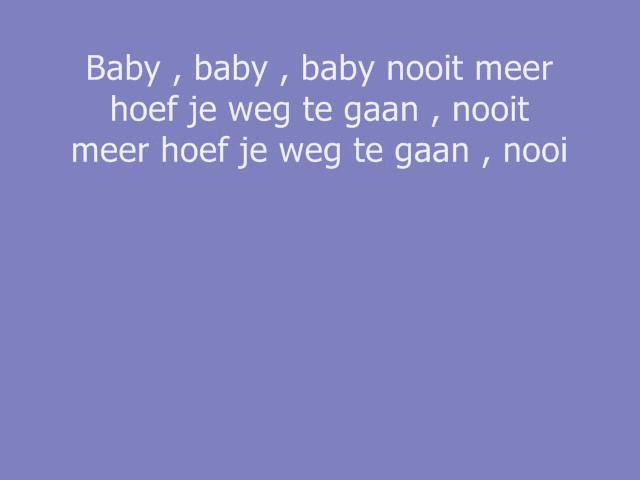 Baby , baby , baby nooit meer
hoef je weg te gaan , nooit
meer hoef je weg te gaan , nooi